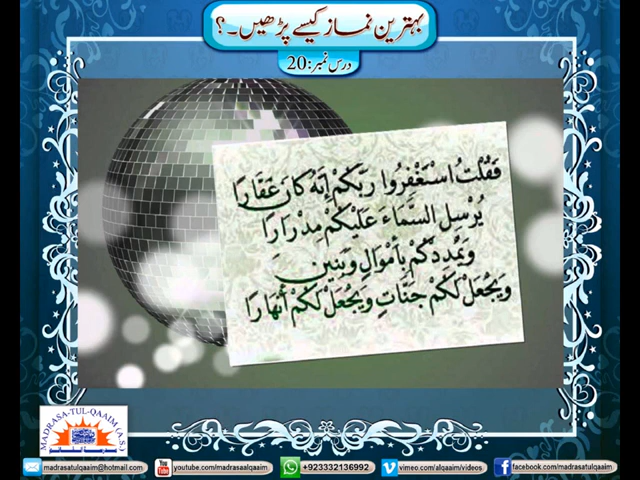 بہترین نماز کیسے پڑھیں۔؟
درس نمبر:20
فَقُلْتُ اسْتَغْفِرُوا رَبَّكُمْ إِنَّهُ كَانَ غَفَّارًا
يُرْسِلِ السَّمَاءَ عَلَيْكُمْ مِدْرَارًا
وَيُمْدِدْكُمْ بِأَمْوَالٍ وَبَنِينَ
وَيَجْعَلْ لَكُمْ جَنَّاتٍ وَيَجْعَلْ لَكُمْ أَنْهَارًا
MADRASA-TUL-QAAIM (A.S.)
madrasatulqaaim@hotmail.com
youtube.com/madrasaalqaaim
+923332136992
vimeo.com/alqaaim/videos
facebook.com/madrasatulqaaim